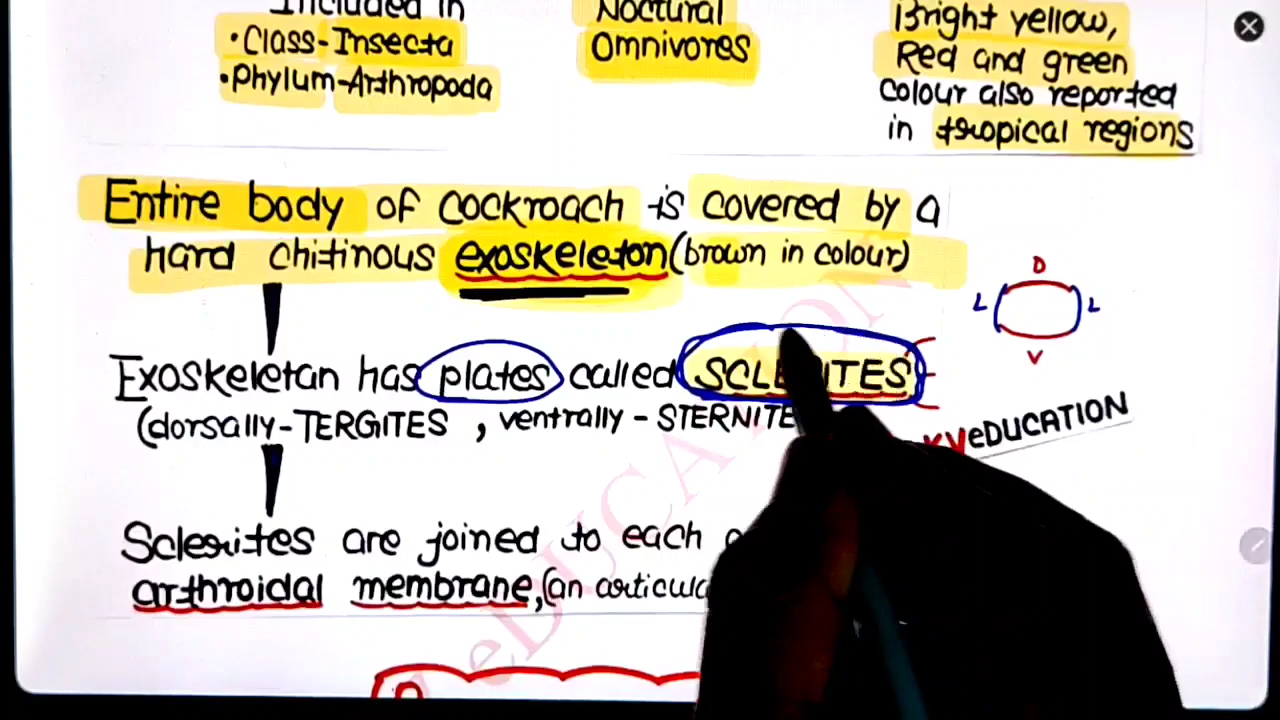 Included in
• Class-Insecta
• Phylum-Arthropoda
Noctural
Omnivores
Bright yellow,
Red and green
colour also reported
in tropical regions
Entire body of cockroach is covered by a
hard chitinous exoskeleton (brown in colour)
D
L L
V
Exoskeletan has plates called SCLERITES
(dorsally-TERGITES , ventrally - STERNITE
KVeDUCATION
Sclerites are joined to each
arthroidal membrane, (an
eDUCATION